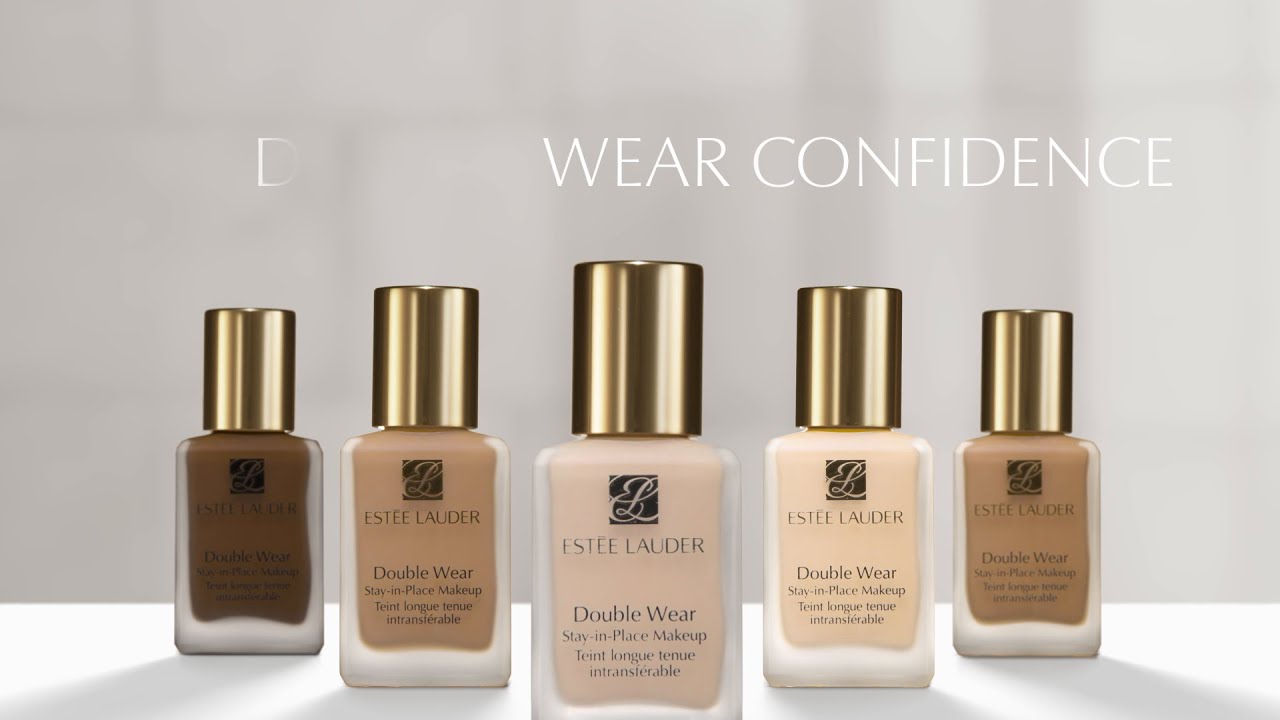 D WEAR CONFIDENCE
ESTĒE LAUDER
Double Wear
Stay-in-Place Makeup
Teint longue tenue
intransférable
ESTĒE LAUDER
Double Wear
Stay-in-Place Makeup
Teint longue tenue
intransférable
ESTĒE LAUDER
Double Wear
Stay-in-Place Makeup
Teint longue tenue
intransférable
ESTĒE LAUDER
Double Wear
Stay-in-Place Makeup
Teint longue tenue
intransférable
ESTĒE LAUDER
Double Wear
Stay-in-Place Makeup
Teint longue tenue
intransférable